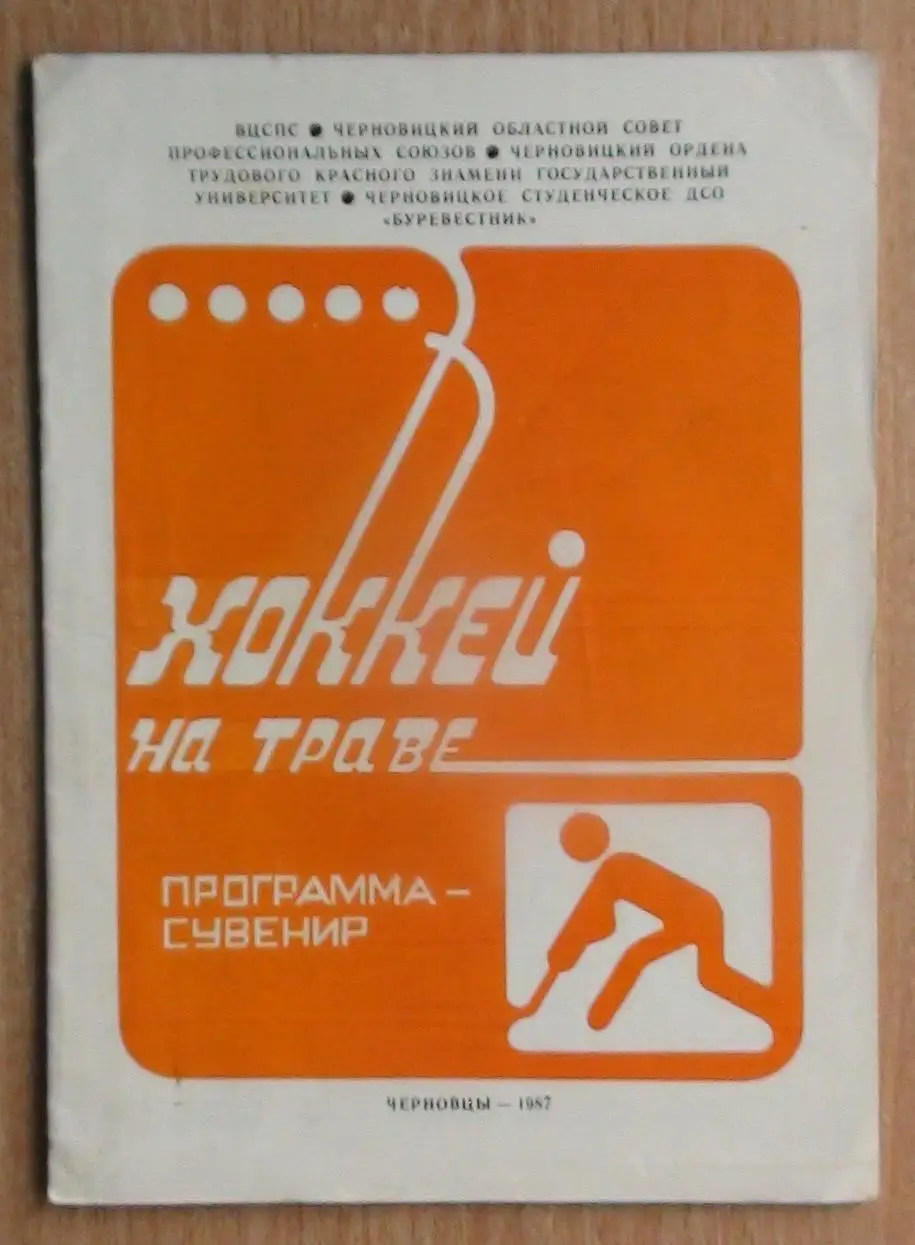 ВЦСПС ● ЧЕРНОВИЦКИЙ ОБЛАСТНОЙ СОВЕТ
ПРОФЕССИОНАЛЬНЫХ СОЮЗОВ ● ЧЕРНОВИЦКИЙ ОРДЕНА
ТРУДОВОГО КРАСНОГО ЗНАМЕНИ ГОСУДАРСТВЕННЫЙ
УНИВЕРСИТЕТ ● ЧЕРНОВИЦКОЕ СТУДЕНЧЕСКОЕ ДСО
«БУРЕВЕСТНИК»
ХОККЕЙ
НА ТРАВЕ
ПРОГРАММА –
СУВЕНИР
ЧЕРНОВЦЫ — 1987